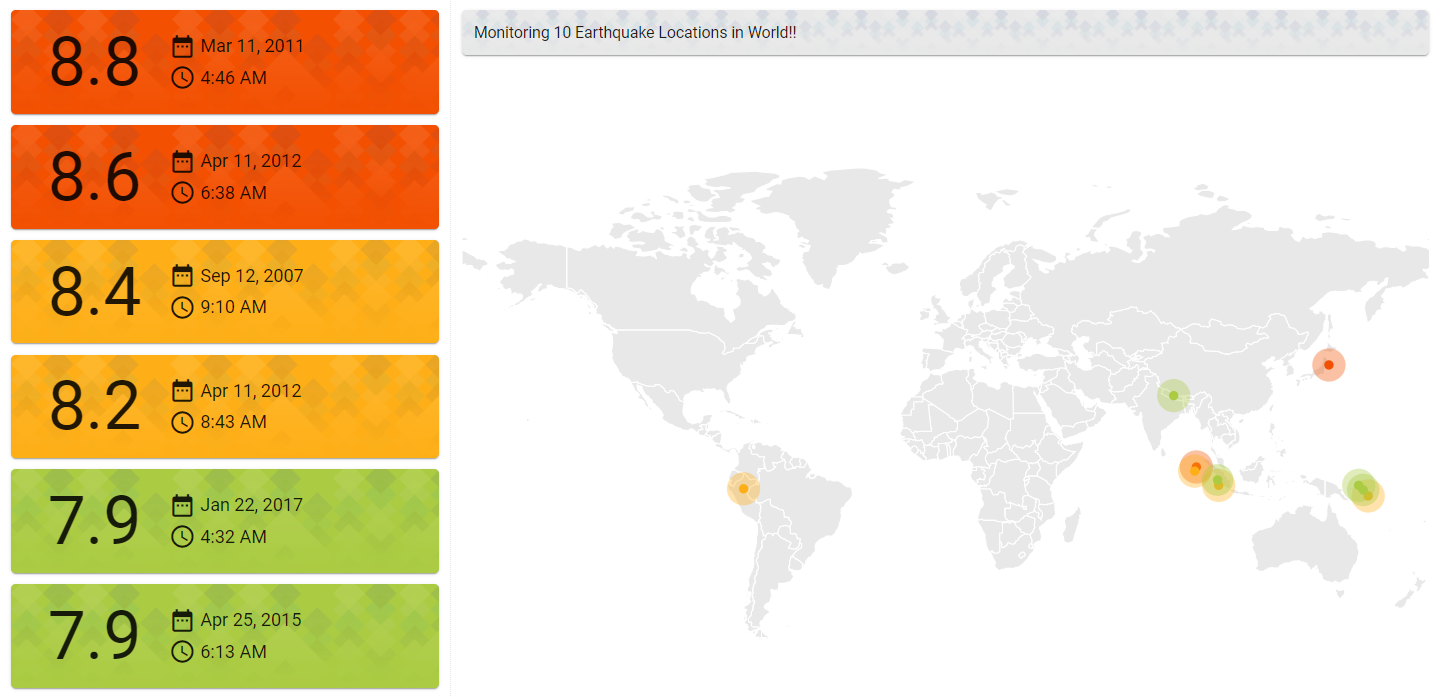 8.8
Mar 11, 2011
4:46 AM
8.6
Apr 11, 2012
6:38 AM
8.4
Sep 12, 2007
9:10 AM
8.2
Apr 11, 2012
8:43 AM
7.9
Jan 22, 2017
4:32 AM
7.9
Apr 25, 2015
6:13 AM
Monitoring 10 Earthquake Locations in World!!